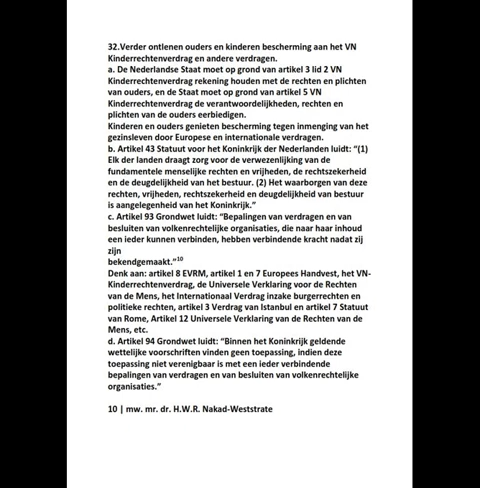 32.Verder ontlenen ouders en kinderen bescherming aan het VN
Kinderrechtenverdrag en andere verdragen.
a. De Nederlandse Staat moet op grond van artikel 3 lid 2 VN
Kinderrechtenverdrag rekening houden met de rechten en plichten
van ouders, en de Staat moet op grond van artikel 5 VN
Kinderrechtenverdrag de verantwoordelijkheden, rechten en
plichten van de ouders eerbiedigen.
Kinderen en ouders genieten bescherming tegen inmenging van het
gezinsleven door Europese en internationale verdragen.
b. Artikel 43 Statuut voor het Koninkrijk der Nederlanden luidt: “(1)
Elk der landen draagt zorg voor de verwezenlijking van de
fundamentele menselijke rechten en vrijheden, de rechtszekerheid
en de deugdelijkheid van het bestuur. (2) Het waarborgen van deze
rechten, vrijheden, rechtszekerheid en deugdelijkheid van bestuur
is aangelegenheid van het Koninkrijk.”
c. Artikel 93 Grondwet luidt: “Bepalingen van verdragen en van
besluiten van volkenrechtelijke organisaties, die naar haar inhoud
een ieder kunnen verbinden, hebben verbindende kracht nadat zij
zijn
bekendgemaakt.”10
Denk aan: artikel 8 EVRM, artikel 1 en 7 Europees Handvest, het VN-
Kinderrechtenverdrag, de Universele Verklaring voor de Rechten
van de Mens, het Internationaal Verdrag inzake burgerrechten en
politieke rechten, artikel 3 Verdrag van Istanbul en artikel 7 Statuut
van Rome, Artikel 12 Universele Verklaring van de Rechten van de
Mens, etc.
d. Artikel 94 Grondwet luidt: “Binnen het Koninkrijk geldende
wettelijke voorschriften vinden geen toepassing, indien deze
toepassing niet verenigbaar is met een ieder verbindende
bepalingen van verdragen en van besluiten van volkenrechtelijke
organisaties.”
10 | mw. mr. dr. H.W.R. Nakad-Weststrate